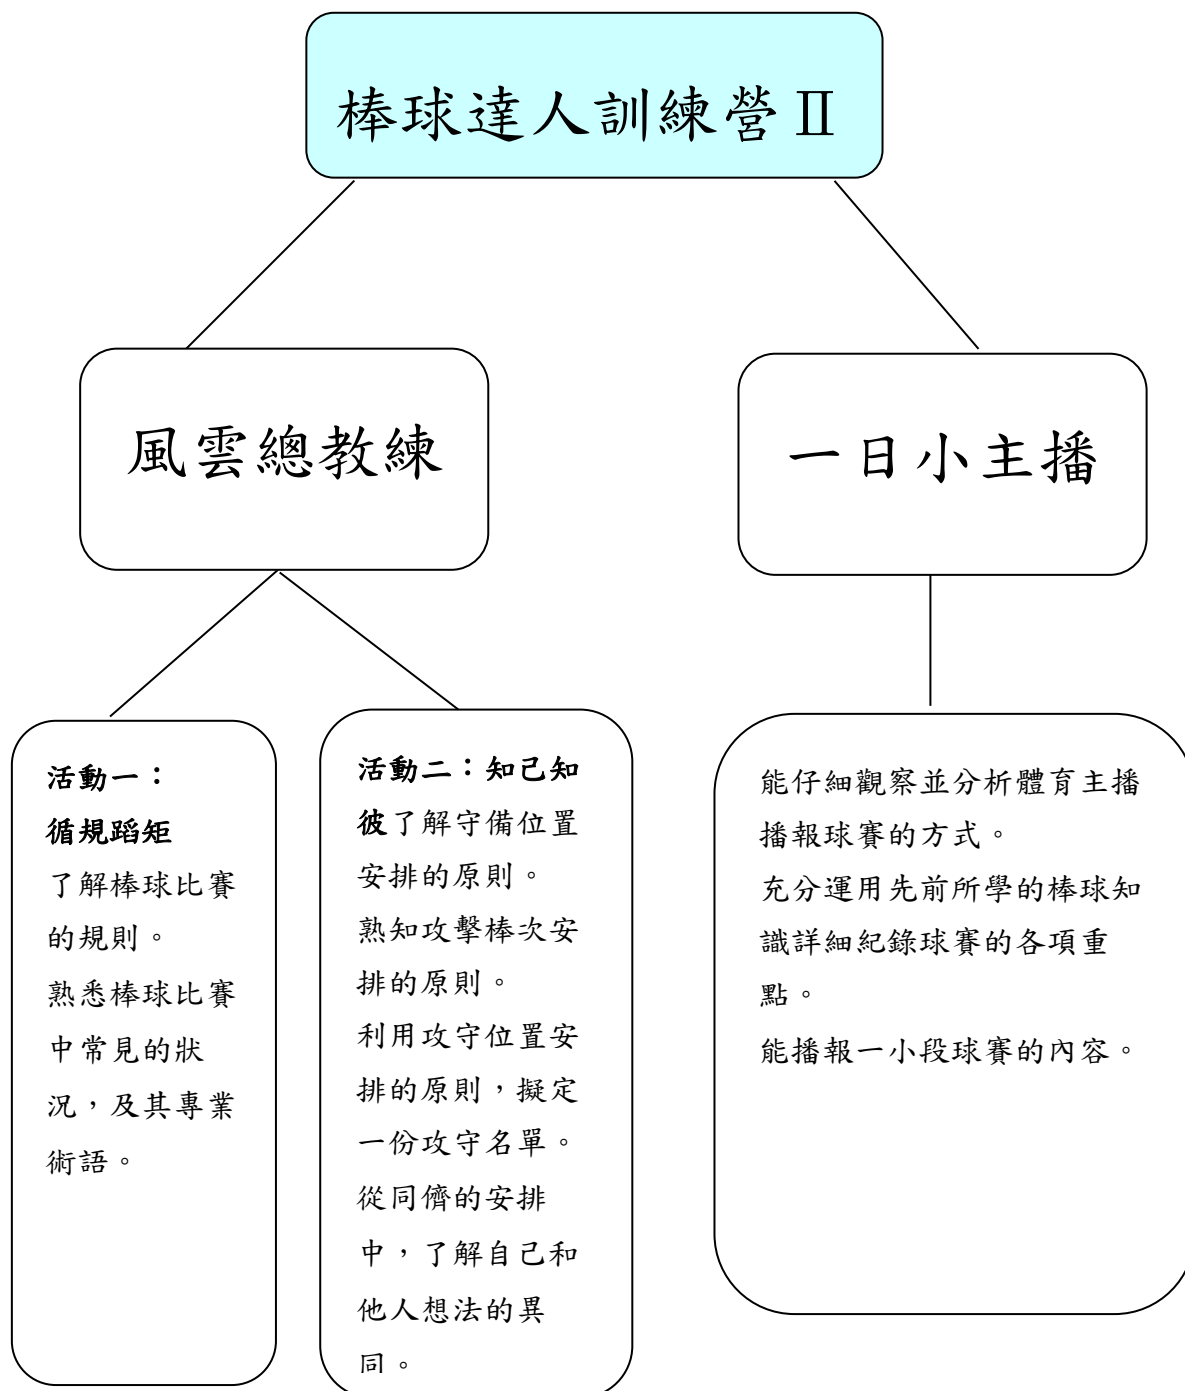 棒球達人訓練營Ⅱ
風雲總教練
一日小主播
活動一：
循規蹈矩
了解棒球比賽
的規則。
熟悉棒球比賽
中常見的狀
況，及其專業
術語。
活動二：知己知
彼了解守備位置
安排的原則。
熟知攻擊棒次安
排的原則。
利用攻守位置安
排的原則，擬定
一份攻守名單。
從同儕的安排
中，了解自己和
他人想法的異
同。
能仔細觀察並分析體育主播
播報球賽的方式。
充分運用先前所學的棒球知
識詳細紀錄球賽的各項重
點。
能播報一小段球賽的內容。